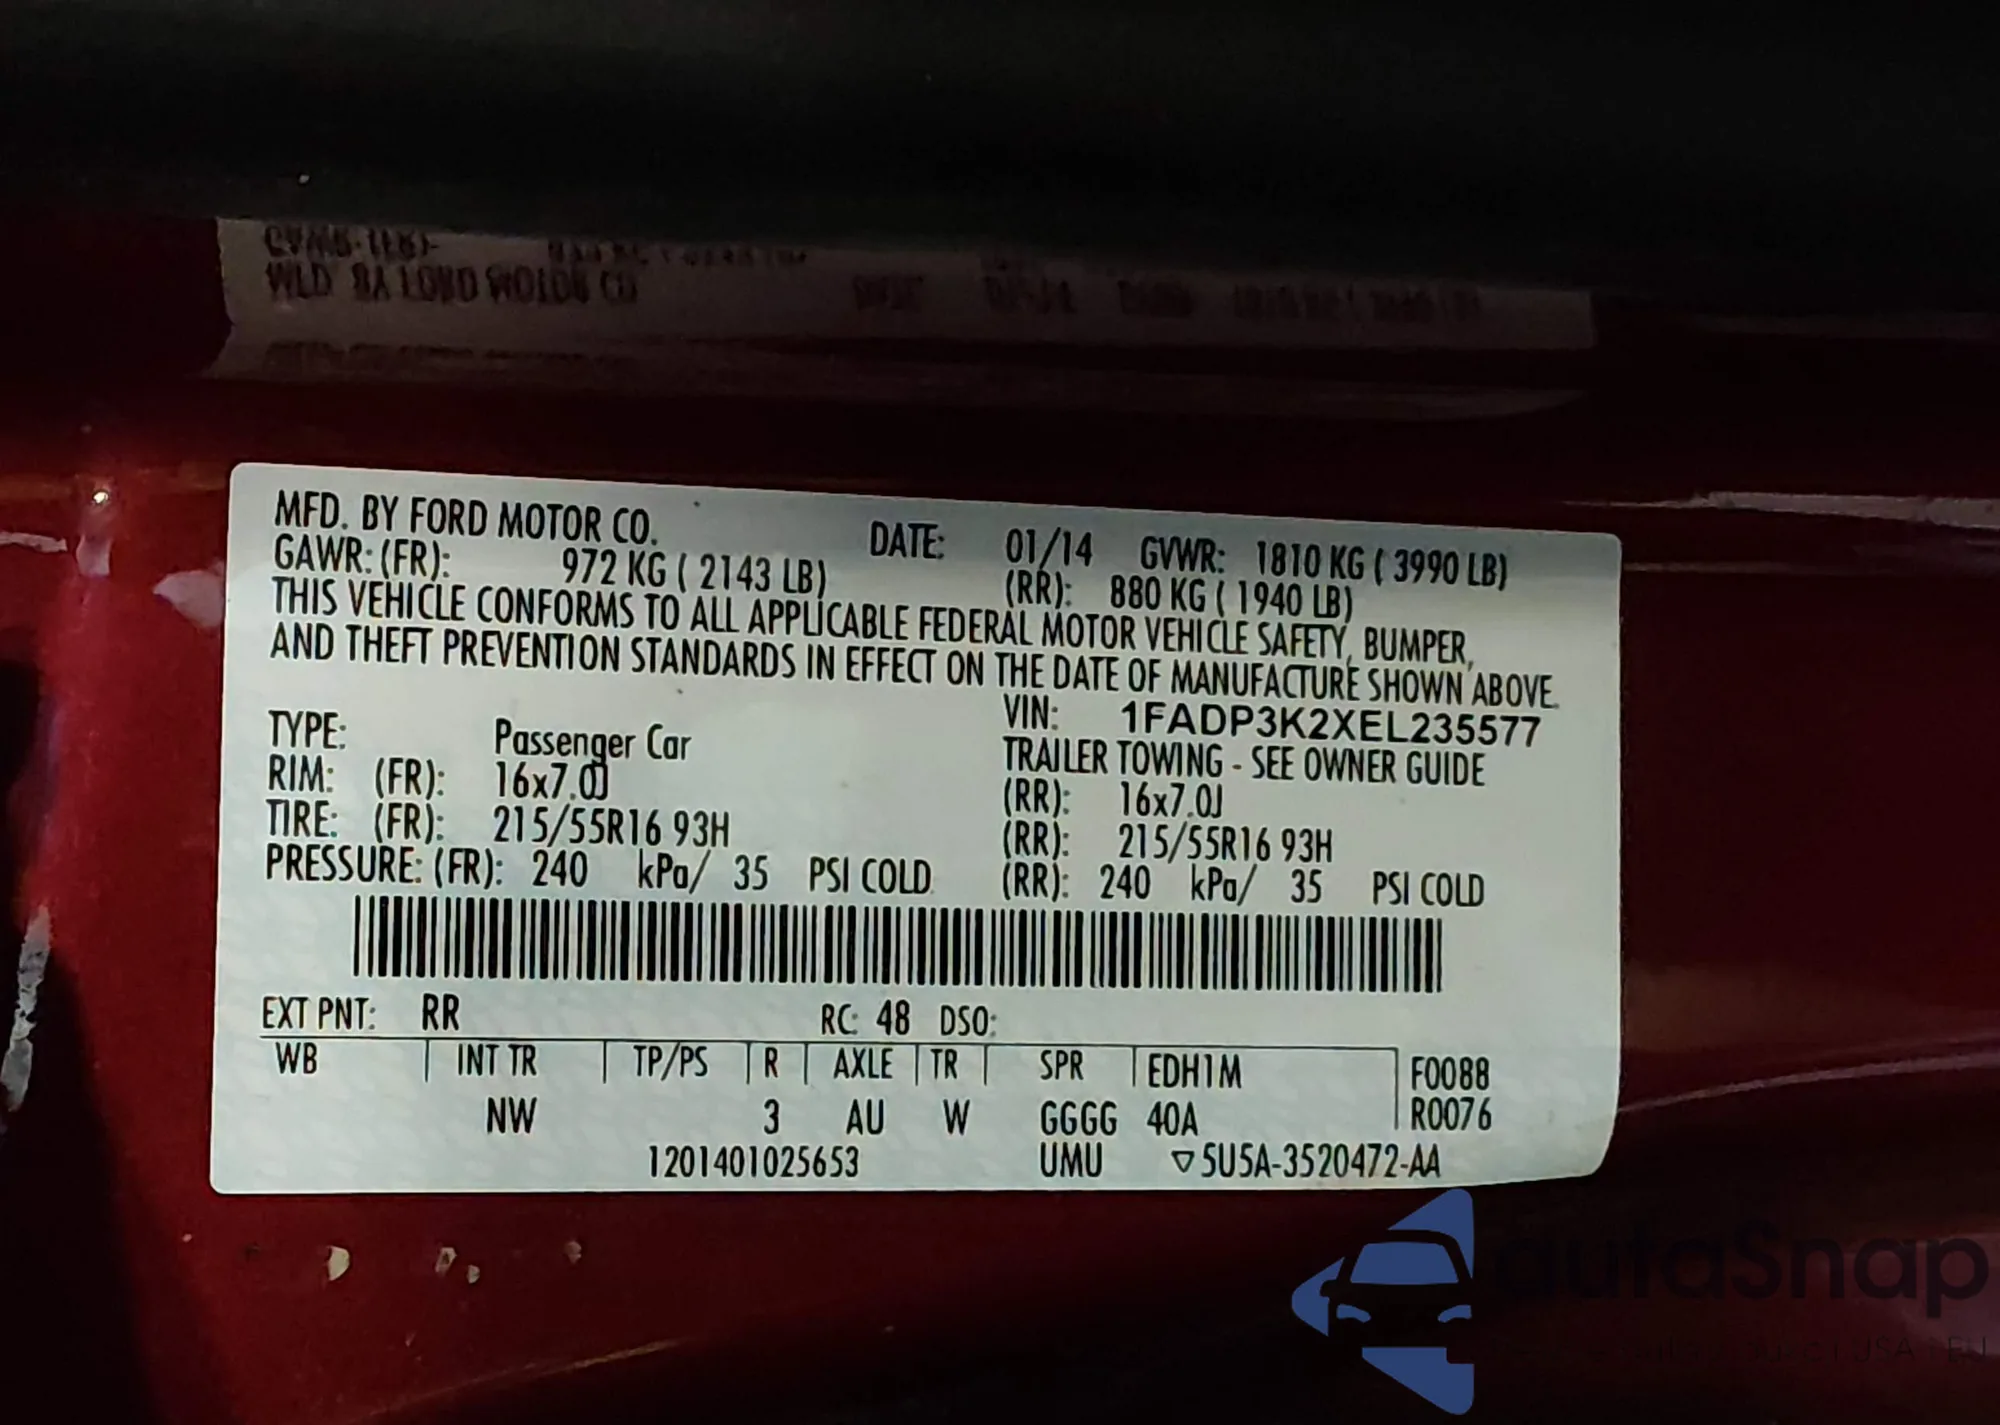 MFD. BY FORD MOTOR CO. DATE: 01/14 GVWR: 1810 KG ( 3990 LB)
GAWR: (FR): 972 KG ( 2143 LB) (RR): 880 KG ( 1940 LB)
THIS VEHICLE CONFORMS TO ALL APPLICABLE FEDERAL MOTOR VEHICLE SAFETY, BUMPER,
AND THEFT PREVENTION STANDARDS IN EFFECT ON THE DATE OF MANUFACTURE SHOWN ABOVE.
VIN: 1FADP3K2XEL235577
TYPE: Passenger Car TRAILER TOWING - SEE OWNER GUIDE
RIM: (FR): 16x7.0J (RR): 16x7.0J
TIRE: (FR): 215/55R16 93H (RR): 215/55R16 93H
PRESSURE: (FR): 240 kPa/ 35 PSI COLD (RR): 240 kPa/ 35 PSI COLD
EXT PNT: RR RC: 48 DSO:
WB INT TR TP/PS R AXLE TR SPR EDH1M F0088
NW 3 AU W GGGG 40A R0076
1201401025653 UMU ▽5U5A-3520472-AA
autaSnap
USA EU